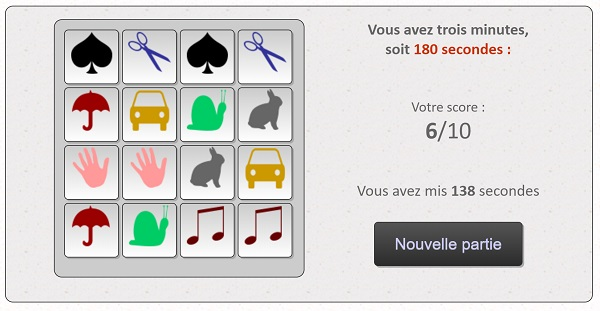 Vous avez trois minutes,
soit 180 secondes :
Votre score :
6/10
Vous avez mis 138 secondes
Nouvelle partie